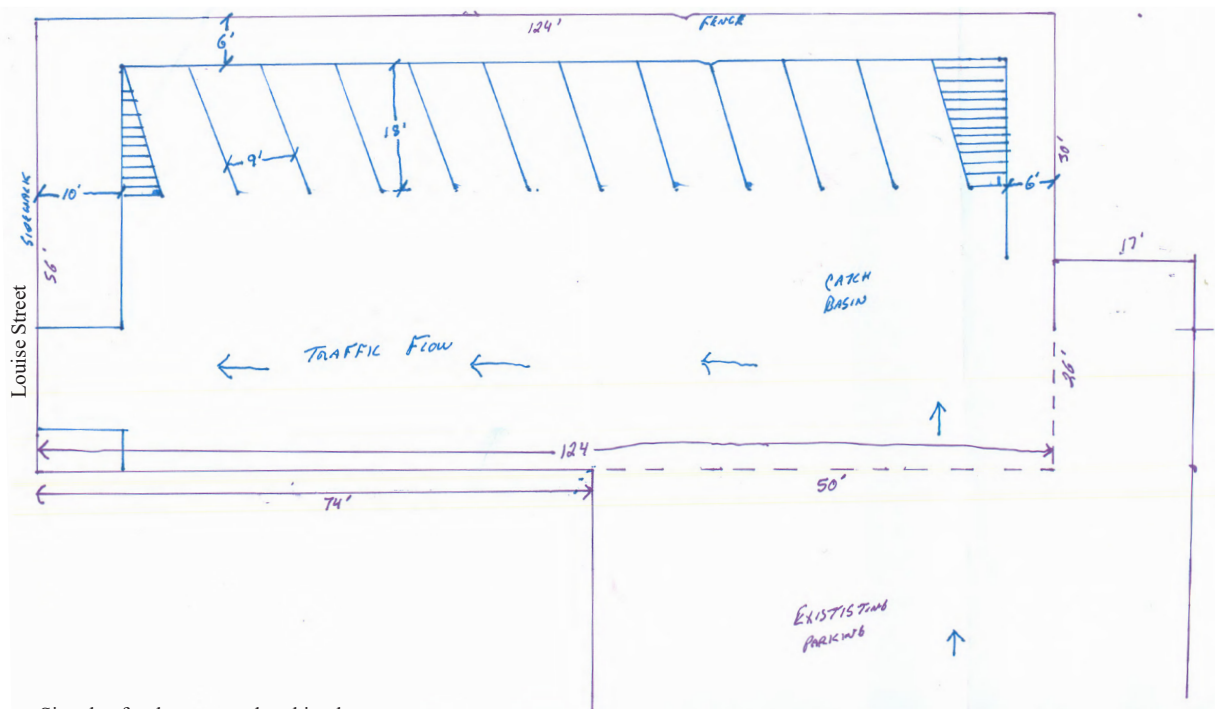 124'
FENCE
6'
18'
9'
10'
SIDEWALK
56'
Louise Street
30'
6'
17'
CATCH
BASIN
TRAFFIC FLOW
26'
124
74'
50'
EXISTISTING
PARKING